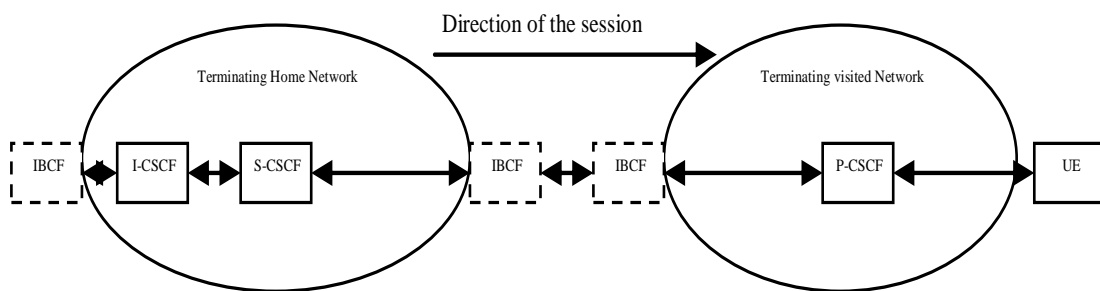 Direction of the session
Terminating Home Network
Terminating visited Network
IBCF
I-CSCF
S-CSCF
IBCF
IBCF
P-CSCF
UE